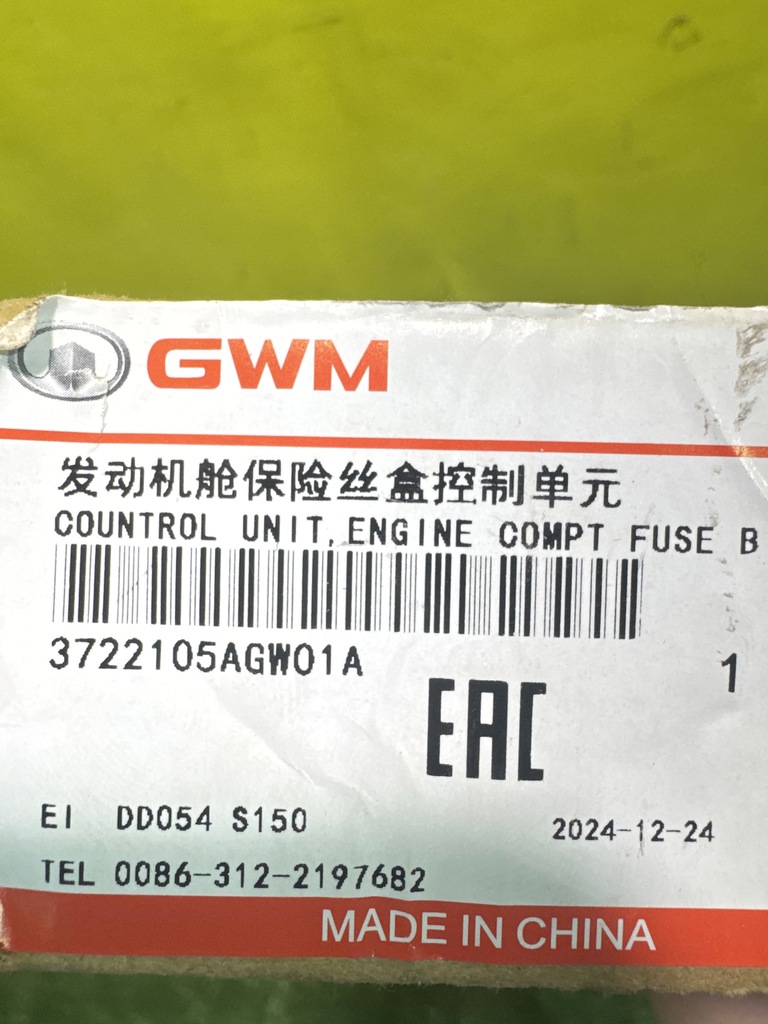 GWM
发动机舱保险丝盒控制单元
COUNTROL UNIT,ENGINE COMPT FUSE B
3722105AGW01A
1
EAC
EI DD054 S150
2024-12-24
TEL 0086-312-2197682
MADE IN CHINA